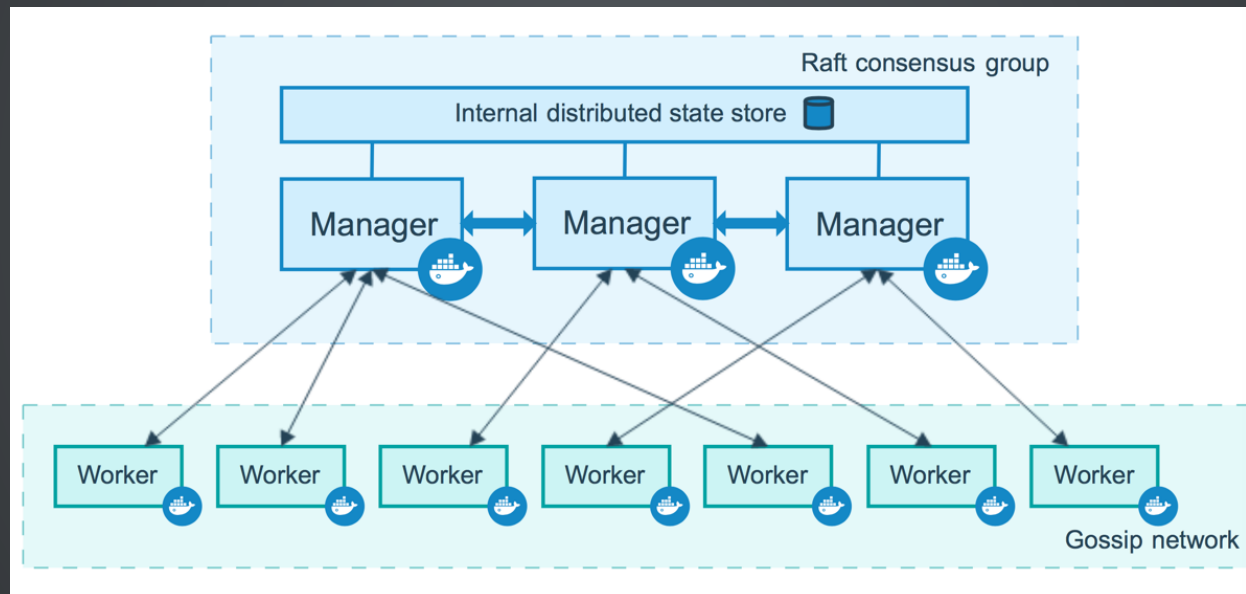 Raft consensus group
Internal distributed state store
Manager
Manager
Manager
Worker
Worker
Worker
Worker
Worker
Worker
Worker
Gossip network